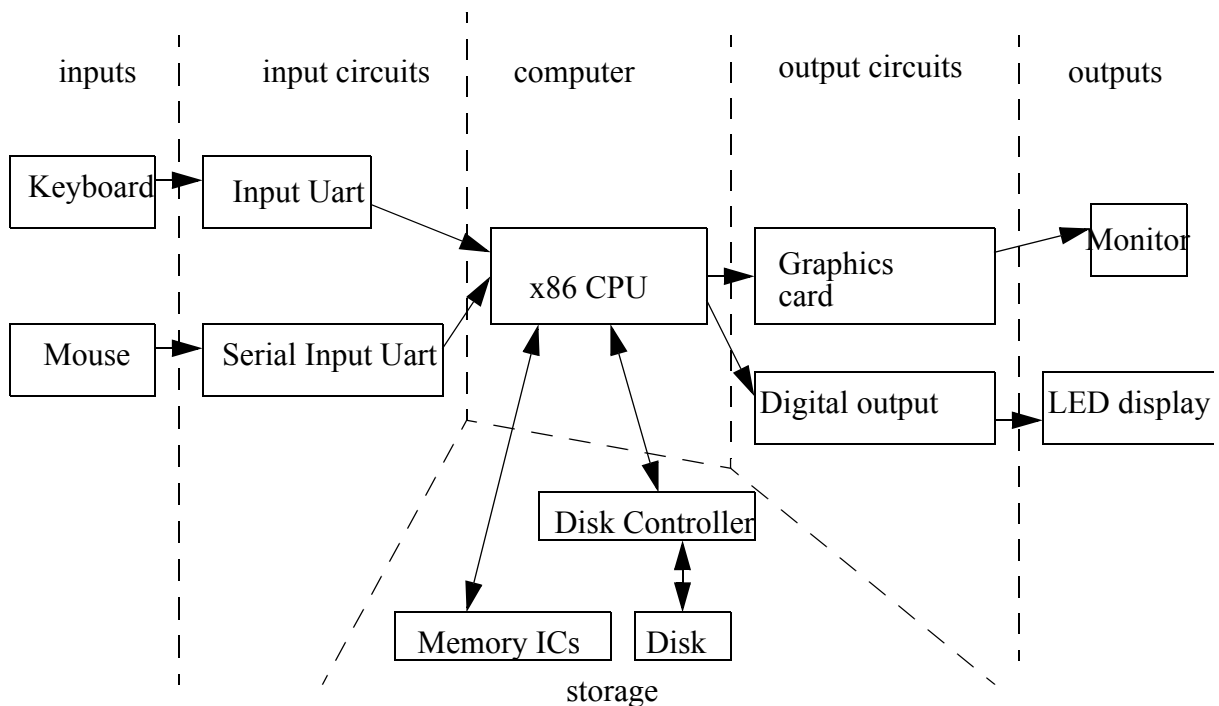 inputs
input circuits
computer
output circuits
outputs
Keyboard
Input Uart
x86 CPU
Graphics
card
Monitor
Mouse
Serial Input Uart
Digital output
LED display
Disk Controller
Memory ICs
Disk
storage